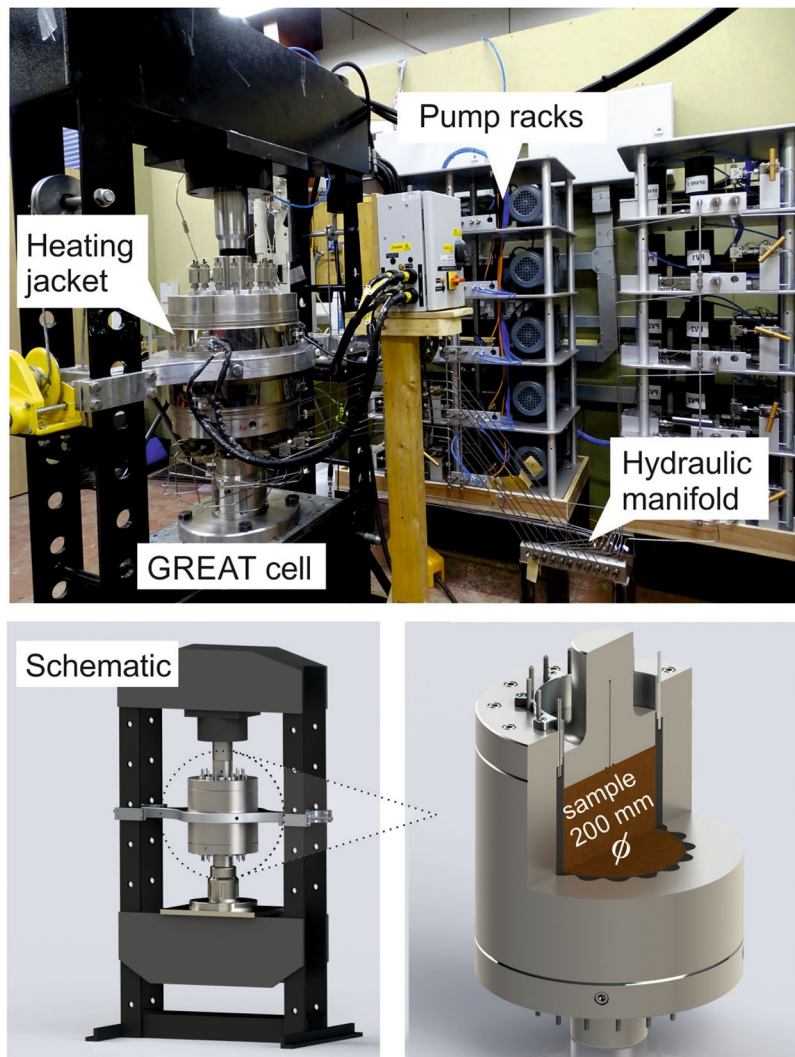 Pump racks
Heating
jacket
Hydraulic
manifold
GREAT cell
Schematic
sample
200 mm
ϕ